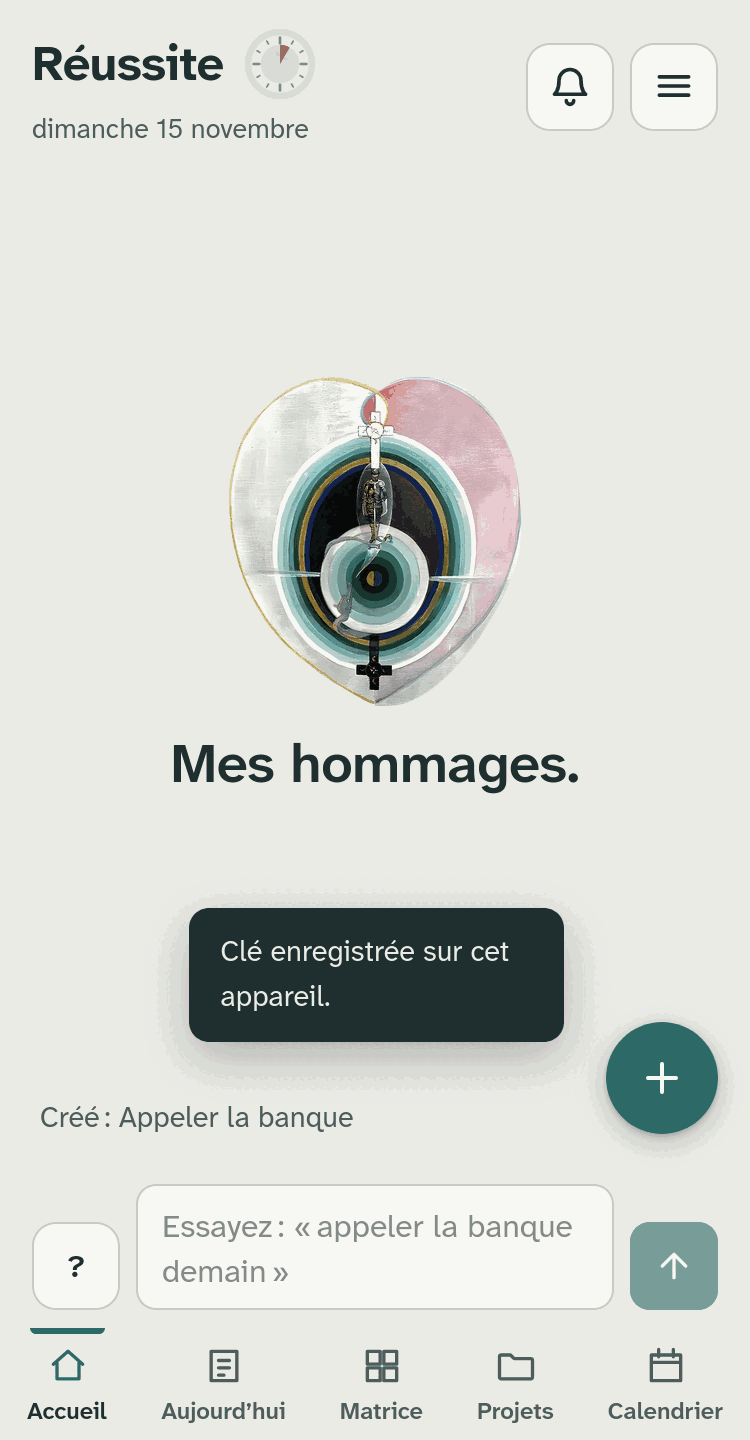 Réussite
dimanche 15 novembre
Mes hommages.
Clé enregistrée sur cet
appareil.
Créé : Appeler la banque
?
Essayez : « appeler la banque
demain »
Accueil
Aujourd’hui
Matrice
Projets
Calendrier